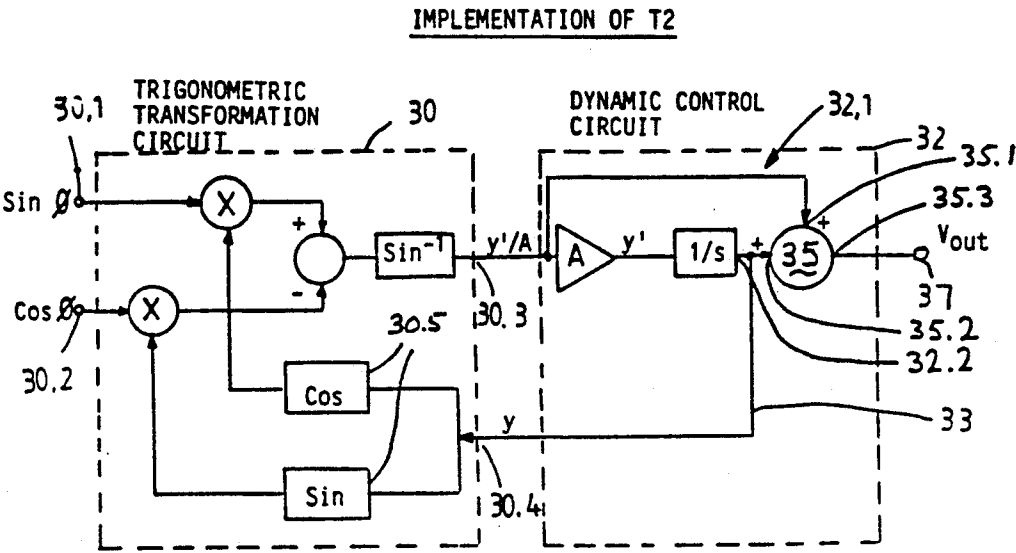 IMPLEMENTATION OF T2
TRIGONOMETRIC
TRANSFORMATION
CIRCUIT
30
30,1
DYNAMIC CONTROL
CIRCUIT
32,1
32
35.1
35.3
Sin Ø
X
+
-
Sin⁻¹
y'/A
A
y'
1/s
+
+
35
Vout
37
Cos Ø
X
30.2
30.3
30.5
35.2
32.2
33
Cos
y
Sin
30.4